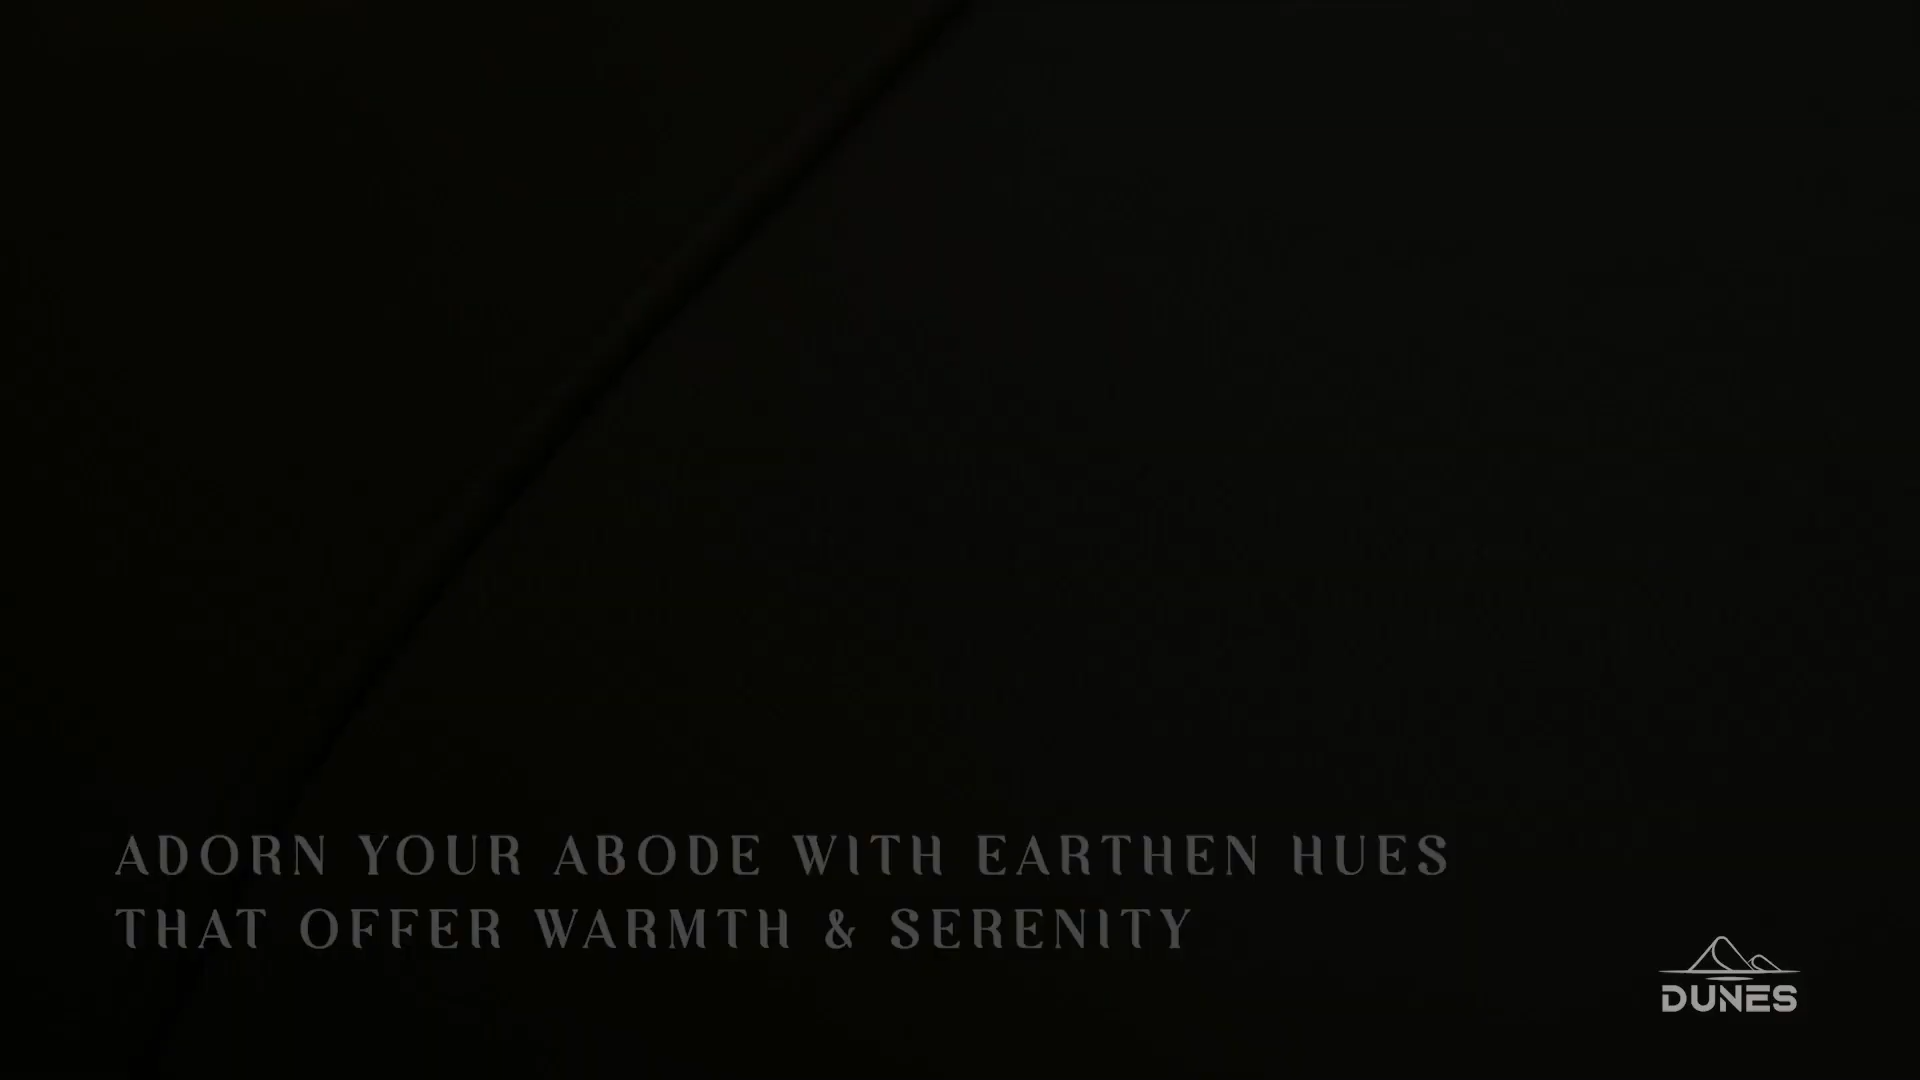 ADORN YOUR ABODE WITH EARTHEN HUES
THAT OFFER WARMTH & SERENITY
DUNES